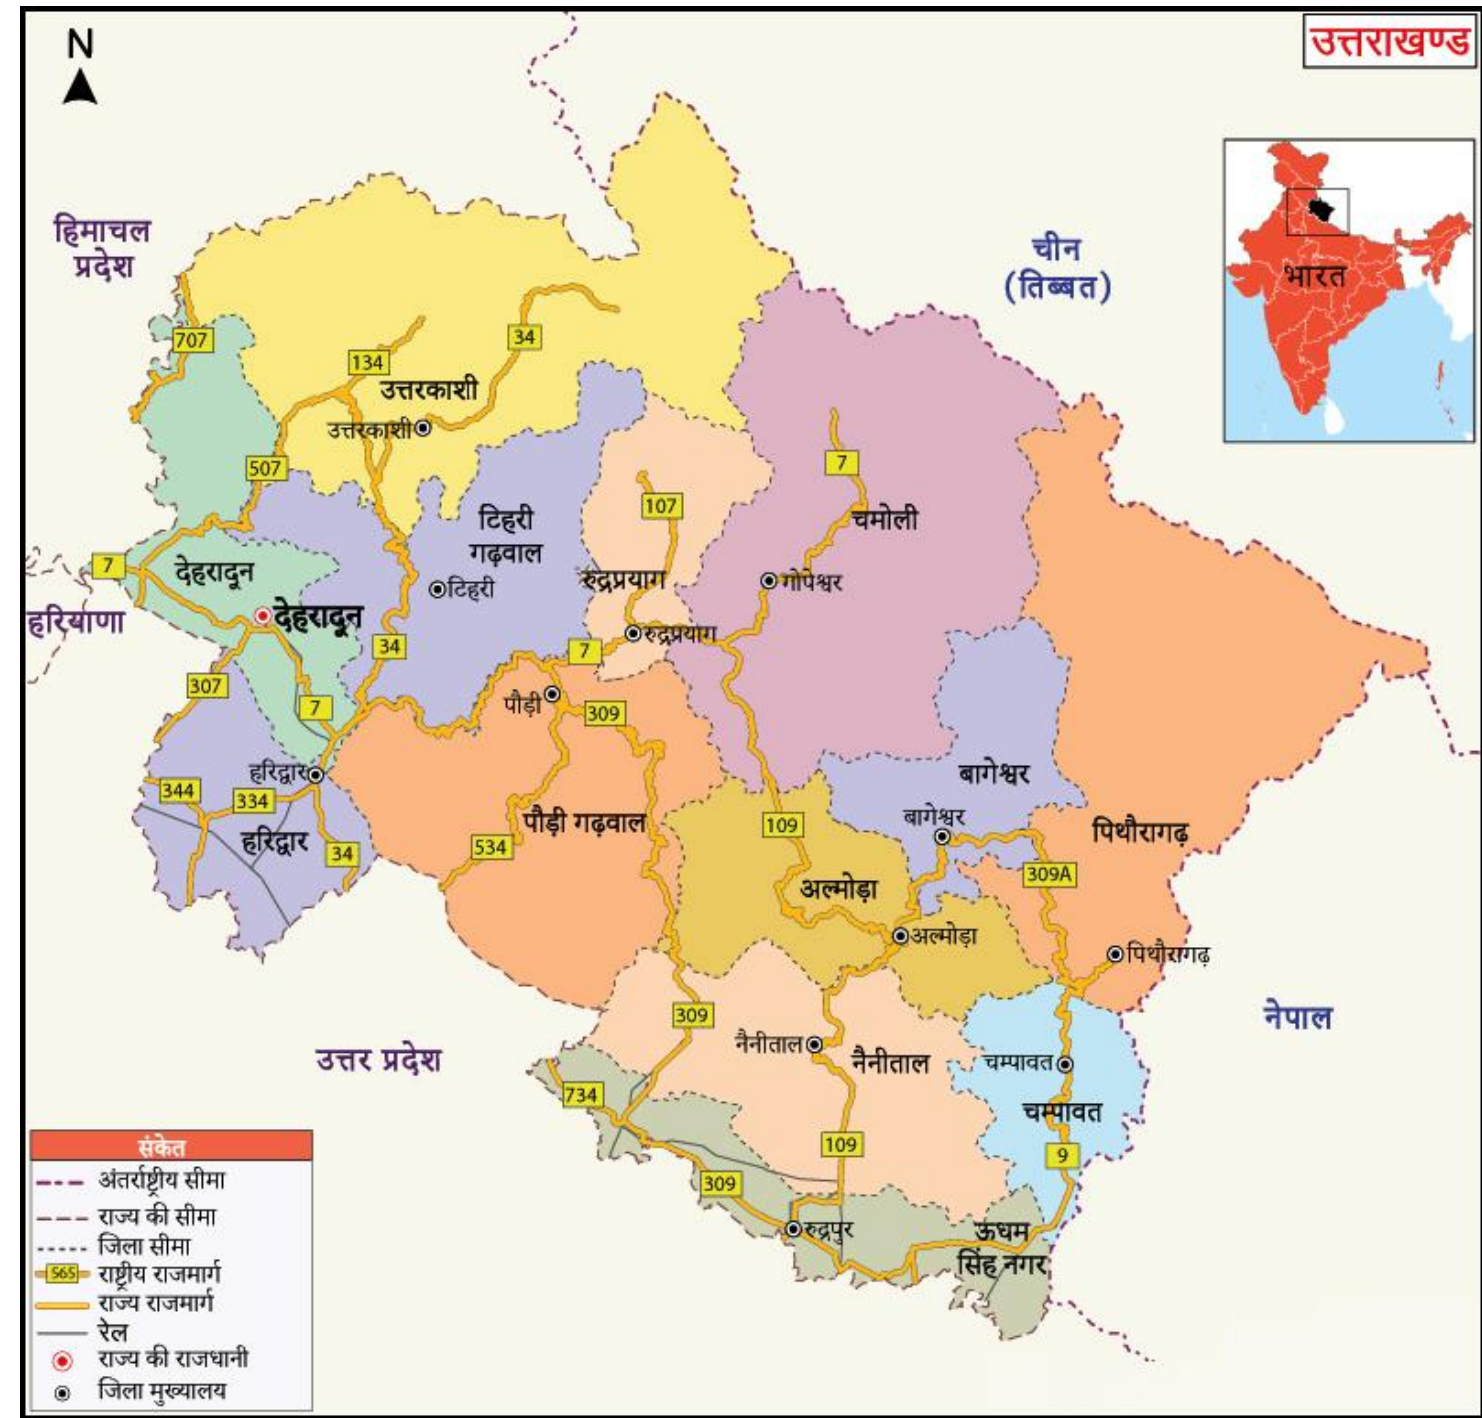 N
उत्तराखण्ड
हिमाचल
प्रदेश
चीन
(तिब्बत)
भारत
707
134
34
उत्तरकाशी
उत्तरकाशी
507
7
107
टिहरी
गढ़वाल
चमोली
7
देहरादून
रुद्रप्रयाग
गोपेश्वर
टिहरी
हरियाणा
देहरादून
रुद्रप्रयाग
34
7
307
7
पौड़ी
309
हरिद्वार
बागेश्वर
344
334
बागेश्वर
हरिद्वार
34
534
पौड़ी गढ़वाल
109
पिथौरागढ़
309A
अल्मोड़ा
अल्मोड़ा
पिथौरागढ़
309
नेपाल
नैनीताल
नैनीताल
उत्तर प्रदेश
चम्पावत
734
चम्पावत
109
9
309
रुद्रपुर
ऊधम
सिंह नगर
संकेत
अंतर्राष्ट्रीय सीमा
राज्य की सीमा
जिला सीमा
565 राष्ट्रीय राजमार्ग
राज्य राजमार्ग
रेल
राज्य की राजधानी
जिला मुख्यालय